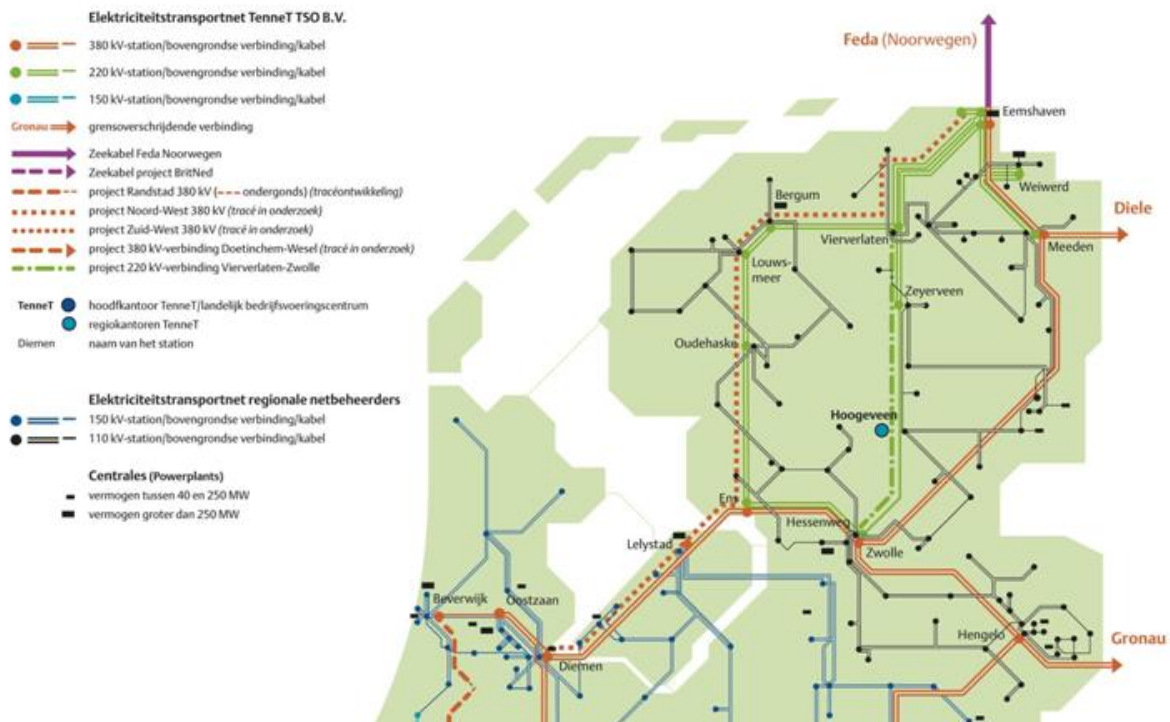 Elektriciteitstransportnet TenneT TSO B.V.
380 kV-station/bovengrondse verbinding/kabel
220 kV-station/bovengrondse verbinding/kabel
150 kV-station/bovengrondse verbinding/kabel
Gronau grensoverschrijdende verbinding
Zeekabel Feda Noorwegen
Zeekabel project BritNed
project Randstad 380 kV (---- ondergonds) (tracéontwikkeling)
project Noord-West 380 kV (tracé in onderzoek)
project Zuid-West 380 kV (tracé in onderzoek)
project 380 kV-verbinding Doetinchem-Wesel (tracé in onderzoek)
project 220 kV-verbinding Vierverlaten-Zwolle
TenneT hoodfkantoor TenneT/landelijk bedrijfsvoeringscentrum
regiokantoren TenneT
Diemen naam van het station
Elektriciteitstransportnet regionale netbeheerders
150 kV-station/bovengrondse verbinding/kabel
110 kV-station/bovengrondse verbinding/kabel
Centrales (Powerplants)
vermogen tussen 40 en 250 MW
vermogen groter dan 250 MW
Feda (Noorwegen)
Eemshaven
Weiwerd
Bergum
Diele
Vierverlaten
Meeden
Louws-
meer
Zeyerveen
Oudehaske
Hoogeveen
Ens
Hessenweg
Lelystad
Zwolle
Beverwijk
Oostzaan
Hengelo
Gronau
Diemen